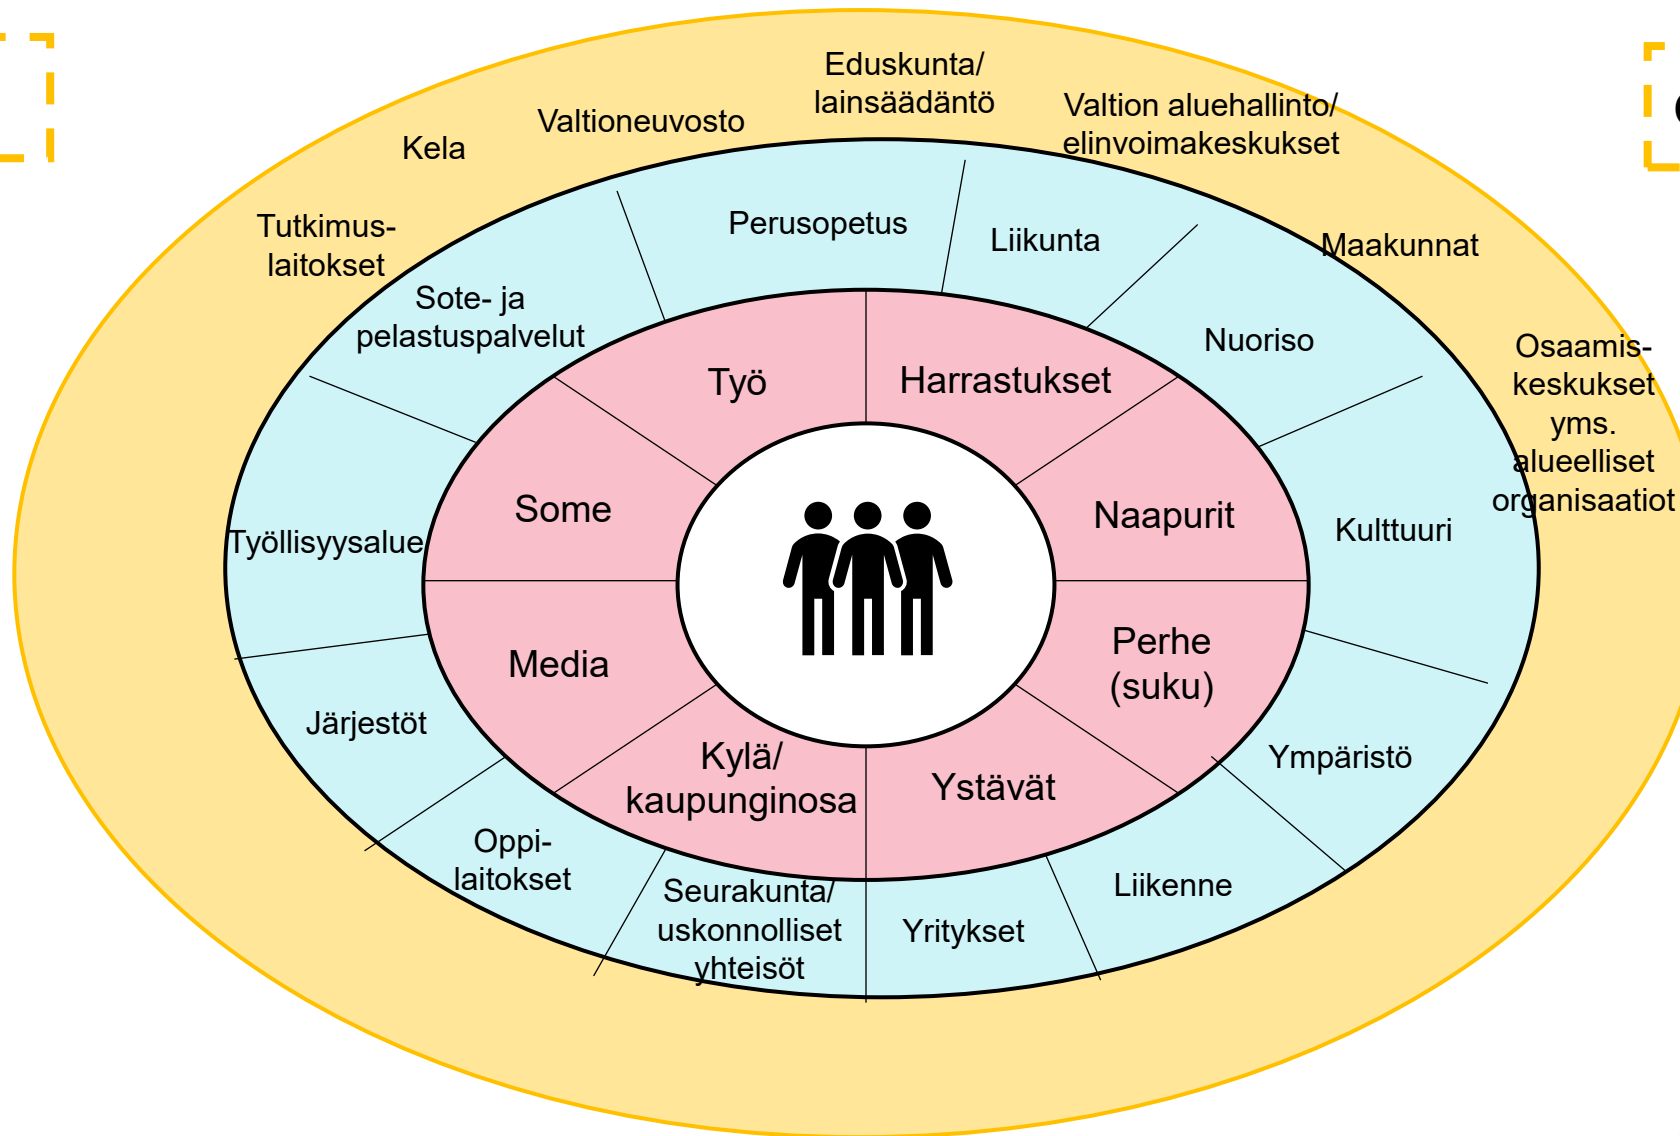 Eduskunta/
lainsäädäntö
Valtioneuvosto
Valtion aluehallinto/
elinvoimakeskukset
Kela
Tutkimus-
laitokset
Maakunnat
Osaamis-
keskukset
yms.
alueelliset
organisaatiot
Perusopetus
Liikunta
Sote- ja
pelastuspalvelut
Nuoriso
Työllisyysalue
Kulttuuri
Järjestöt
Ympäristö
Oppi-
laitokset
Seurakunta/
uskonnolliset
yhteisöt
Yritykset
Liikenne
Työ
Harrastukset
Some
Naapurit
Media
Perhe
(suku)
Kylä/
kaupunginosa
Ystävät